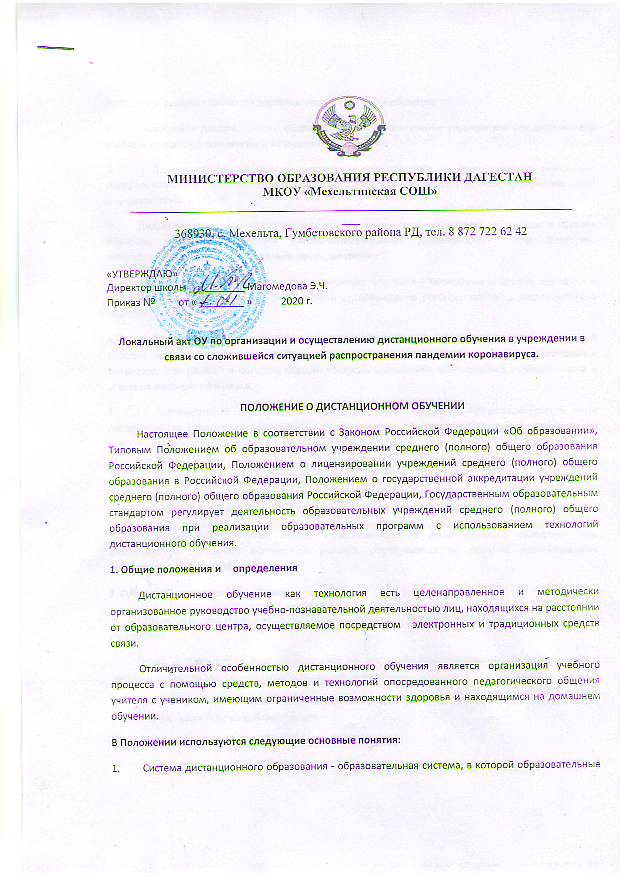 МИНИСТЕРСТВО ОБРАЗОВАНИЯ РЕСПУБЛИКИ ДАГЕСТАН
МКОУ «Мехельтинская СОШ»
368930, с. Мехельта, Гумбетовского района РД, тел. 8 872 722 62 42
«УТВЕРЖДАЮ»
Директор школы Магомедова Э.Ч.
Приказ № от « » 2020 г.
Локальный акт ОУ по организации и осуществлению дистанционного обучения в учреждении в
связи со сложившейся ситуацией распространения пандемии коронавируса.
ПОЛОЖЕНИЕ О ДИСТАНЦИОННОМ ОБУЧЕНИИ
Настоящее Положение в соответствии с Законом Российской Федерации «Об образовании»,
Типовым Положением об образовательном учреждении среднего (полного) общего образования
Российской Федерации, Положением о лицензировании учреждений среднего (полного) общего
образования в Российской Федерации, Положением о государственной аккредитации учреждений
среднего (полного) общего образования Российской Федерации, Государственным образовательным
стандартом регулирует деятельность образовательных учреждений среднего (полного) общего
образования при реализации образовательных программ с использованием технологий
дистанционного обучения.
1. Общие положения и определения
Дистанционное обучение как технология есть целенаправленное и методически
организованное руководство учебно-познавательной деятельностью лиц, находящихся на расстоянии
от образовательного центра, осуществляемое посредством электронных и традиционных средств
связи.
Отличительной особенностью дистанционного обучения является организация учебного
процесса с помощью средств, методов и технологий опосредованного педагогического общения
учителя с учеником, имеющим ограниченные возможности здоровья и находящимся на домашнем
обучении.
В Положении используются следующие основные понятия:
1. Система дистанционного образования - образовательная система, в которой образовательные